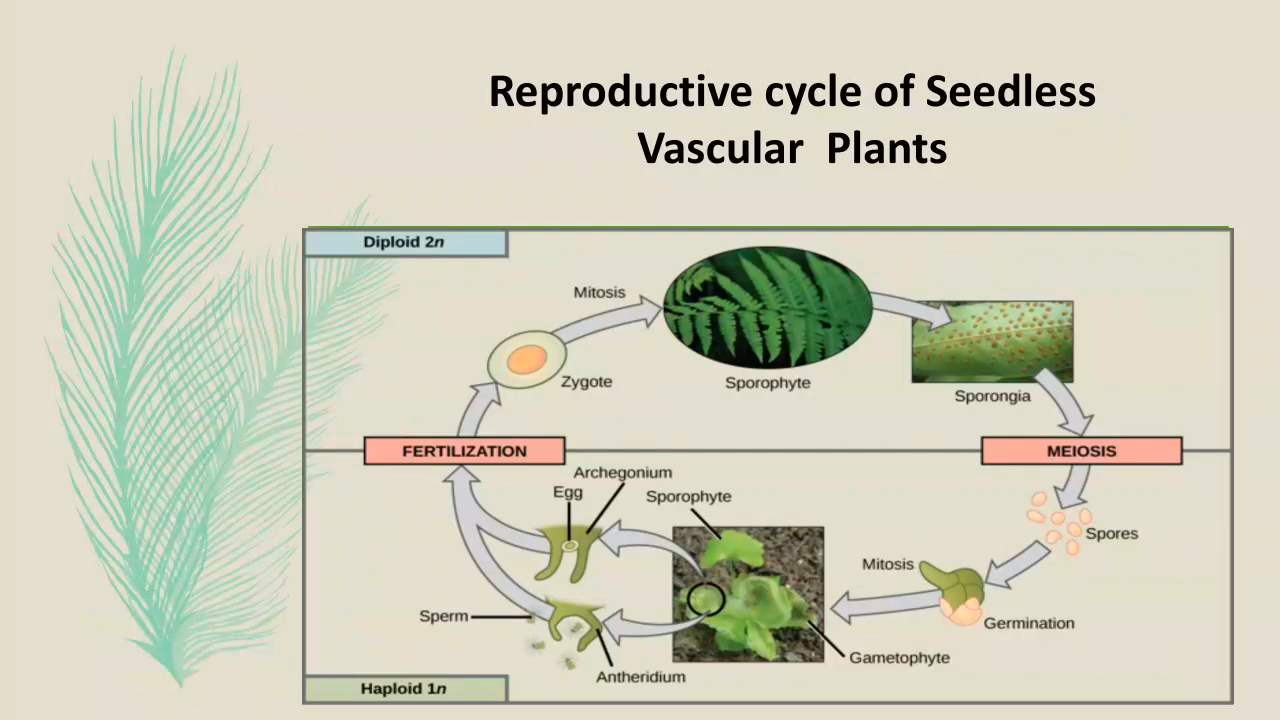 Reproductive cycle of Seedless
Vascular Plants
Diploid 2n
Mitosis
Zygote
Sporophyte
Sporongia
FERTILIZATION
MEIOSIS
Archegonium
Egg
Sporophyte
Spores
Mitosis
Germination
Sperm
Gametophyte
Antheridium
Haploid 1n